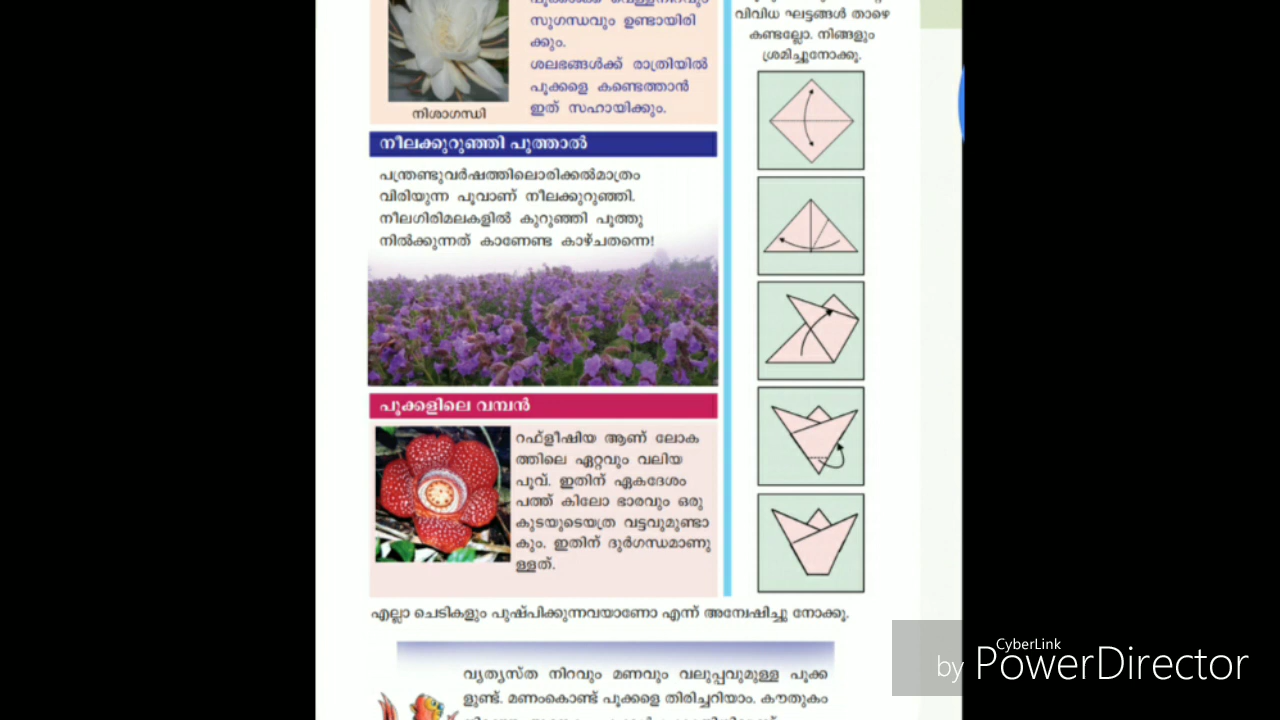 സുഗന്ധവും ഉണ്ടായിരി
ക്കും.
ശലഭങ്ങൾക്ക് രാത്രിയിൽ
പൂക്കളെ കണ്ടെത്താൻ
ഇത് സഹായിക്കും.
നിശാഗന്ധി
നീലക്കുറുഞ്ഞി പൂത്താൽ
പന്ത്രണ്ടുവർഷത്തിലൊരിക്കൽമാത്രം
വിരിയുന്ന പൂവാണ് നീലക്കുറുഞ്ഞി.
നീലഗിരിമലകളിൽ കുറുഞ്ഞി പൂത്തു
നിൽക്കുന്നത് കാണേണ്ട കാഴ്ചതന്നെ!
പൂക്കളിലെ വമ്പൻ
റഫ്ളീഷിയ ആണ് ലോക
ത്തിലെ ഏറ്റവും വലിയ
പൂവ്. ഇതിന് ഏകദേശം
പത്ത് കിലോ ഭാരവും ഒരു
കുടയുടെയത്ര വട്ടവുമുണ്ടാ
കും. ഇതിന് ദുർഗന്ധമാണു
ള്ളത്.
വിവിധ ഘട്ടങ്ങൾ താഴെ
കണ്ടല്ലോ. നിങ്ങളും
ശ്രമിച്ചുനോക്കൂ.
എല്ലാ ചെടികളും പുഷ്പിക്കുന്നവയാണോ എന്ന് അന്വേഷിച്ചു നോക്കൂ.
വ്യത്യസ്ത നിറവും മണവും വലുപ്പവുമുള്ള പൂക്ക
ളുണ്ട്. മണംകൊണ്ട് പൂക്കളെ തിരിച്ചറിയാം. കൗതുകം
by CyberLink PowerDirector